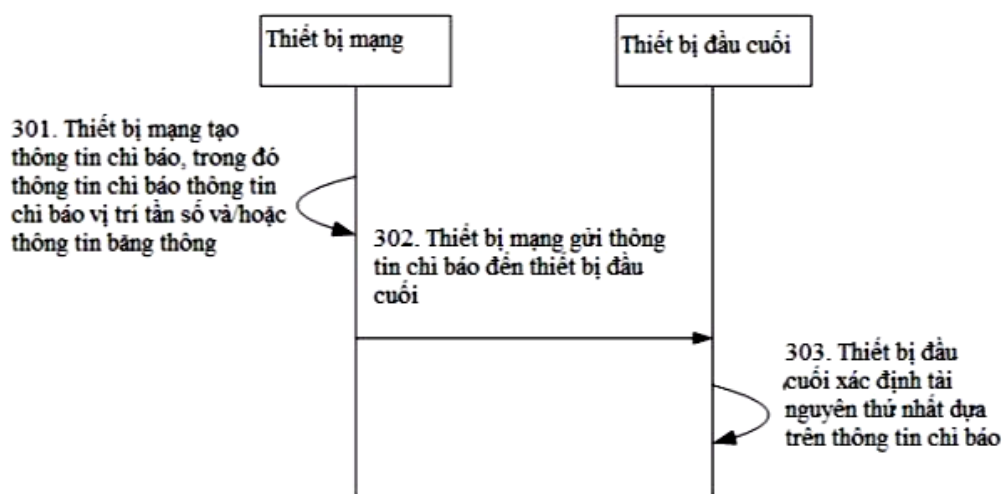 Thiết bị mạng
Thiết bị đầu cuối
301. Thiết bị mạng tạo
thông tin chỉ báo, trong đó
thông tin chỉ báo thông tin
chỉ báo vị trí tần số và/hoặc
thông tin băng thông
302. Thiết bị mạng gửi thông
tin chỉ báo đến thiết bị đầu
cuối
303. Thiết bị đầu
cuối xác định tài
nguyên thứ nhất dựa
trên thông tin chỉ báo